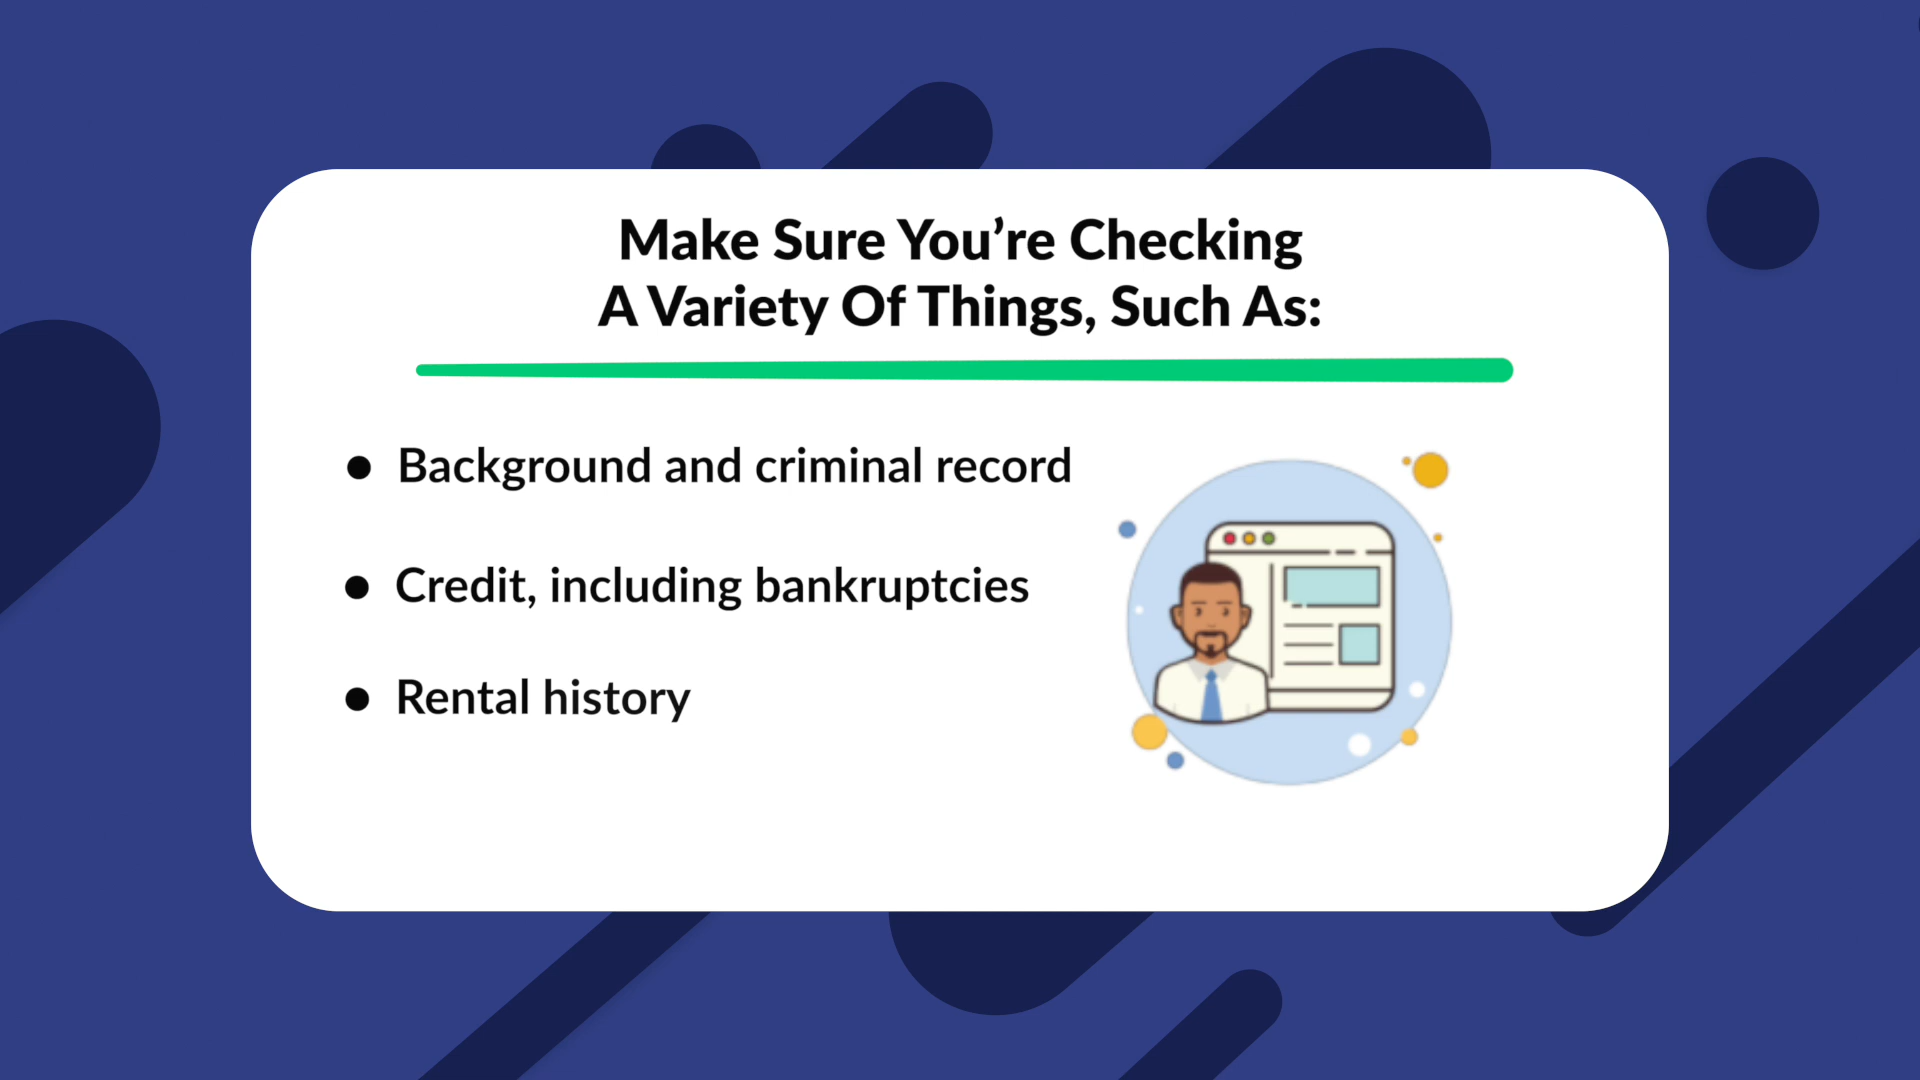 Make Sure You’re Checking
A Variety Of Things, Such As:
● Background and criminal record
● Credit, including bankruptcies
● Rental history